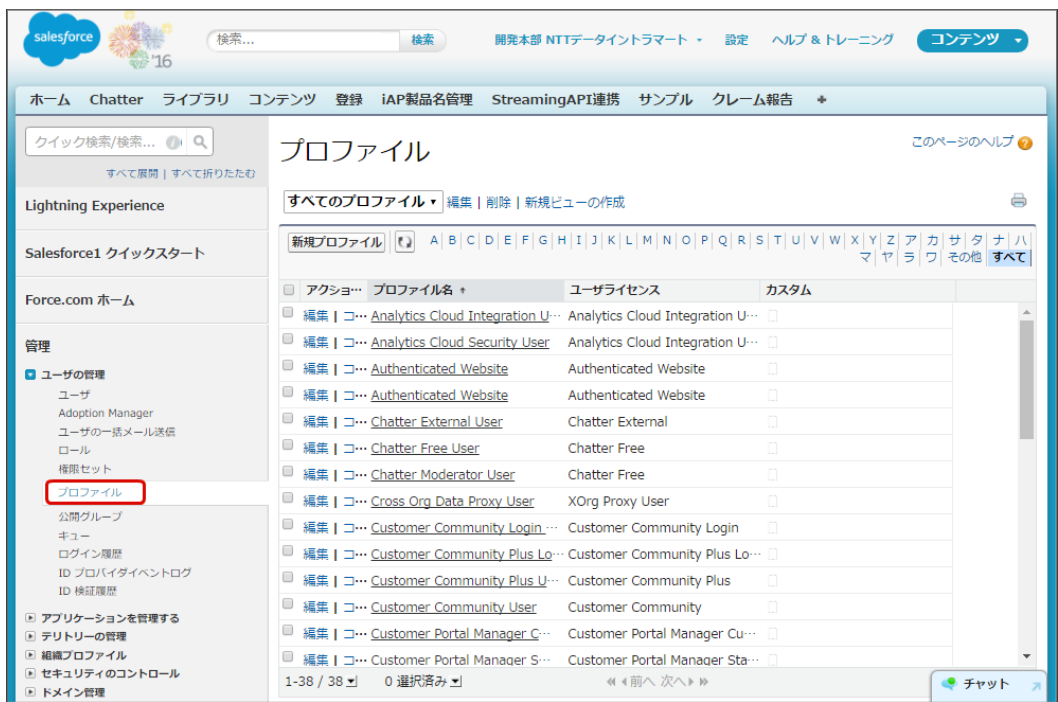 salesforce
'16
検索...
検索
開発本部 NTTデータイントラマート
設定
ヘルプ & トレーニング
コンテンツ
ホーム Chatter ライブラリ コンテンツ 登録 iAP製品名管理 StreamingAPI連携 サンプル クレーム報告 +
クイック検索/検索...
すべて展開 | すべて折りたたむ
Lightning Experience
Salesforce1 クイックスタート
Force.com ホーム
管理
ユーザの管理
ユーザ
Adoption Manager
ユーザの一括メール送信
ロール
権限セット
プロファイル
公開グループ
キュー
ログイン履歴
ID プロバイダイベントログ
ID 検証履歴
アプリケーションを管理する
テリトリーの管理
組織プロファイル
セキュリティのコントロール
ドメイン管理
プロファイル
このページのヘルプ ?
すべてのプロファイル 編集 | 削除 | 新規ビューの作成
新規プロファイル A | B | C | D | E | F | G | H | I | J | K | L | M | N | O | P | Q | R | S | T | U | V | W | X | Y | Z | ア | カ | サ | タ | ナ | ハ |
マ | ヤ | ラ | ワ | その他 | すべて
アクショ… プロファイル名 ↑ ユーザライセンス カスタム
編集 | コ… Analytics Cloud Integration U… Analytics Cloud Integration U…
編集 | コ… Analytics Cloud Security User Analytics Cloud Integration U…
編集 | コ… Authenticated Website Authenticated Website
編集 | コ… Authenticated Website Authenticated Website
編集 | コ… Chatter External User Chatter External
編集 | コ… Chatter Free User Chatter Free
編集 | コ… Chatter Moderator User Chatter Free
編集 | コ… Cross Org Data Proxy User XOrg Proxy User
編集 | コ… Customer Community Login … Customer Community Login
編集 | コ… Customer Community Plus Lo… Customer Community Plus Lo…
編集 | コ… Customer Community Plus U… Customer Community Plus
編集 | コ… Customer Community User Customer Community
編集 | コ… Customer Portal Manager C… Customer Portal Manager Cu…
編集 | コ… Customer Portal Manager S… Customer Portal Manager Sta…
1-38 / 38 0 選択済み 前へ 次へ
チャット